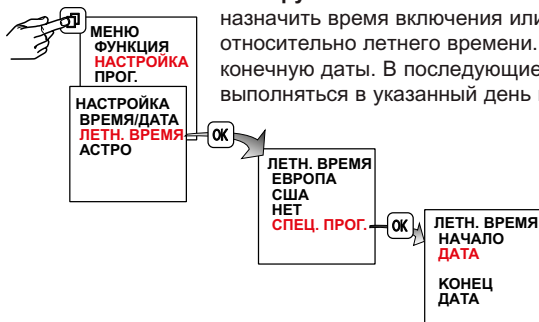 назначить время включения или
относительно летнего времени.
конечную даты. В последующие
выполняться в указанный день
МЕНЮ
ФУНКЦИЯ
НАСТРОЙКА
ПРОГ.
НАСТРОЙКА
ВРЕМЯ/ДАТА
ЛЕТН. ВРЕМЯ
АСТРО
OK
ЛЕТН. ВРЕМЯ
ЕВРОПА
США
НЕТ
СПЕЦ. ПРОГ.
OK
ЛЕТН. ВРЕМЯ
НАЧАЛО
ДАТА
КОНЕЦ
ДАТА